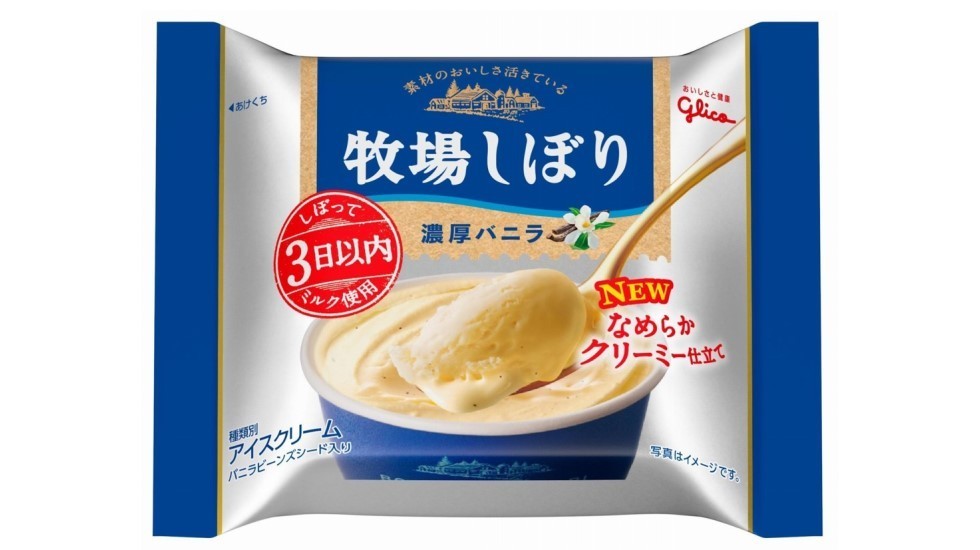 素材のおいしさ活きている
◀あけくち
おいしさと健康
Glico
牧場しぼり
濃厚バニラ
しぼって
3日以内
ミルク使用
NEW
なめらか
クリーミー仕立て
種類別
アイスクリーム
バニラビーンズシード入り
写真はイメージです。